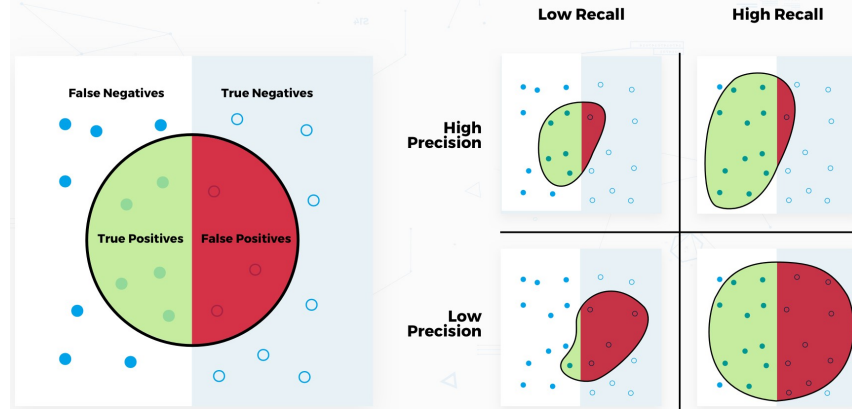 Low Recall
High Recall
False Negatives
True Negatives
High
Precision
True Positives
False Positives
Low
Precision